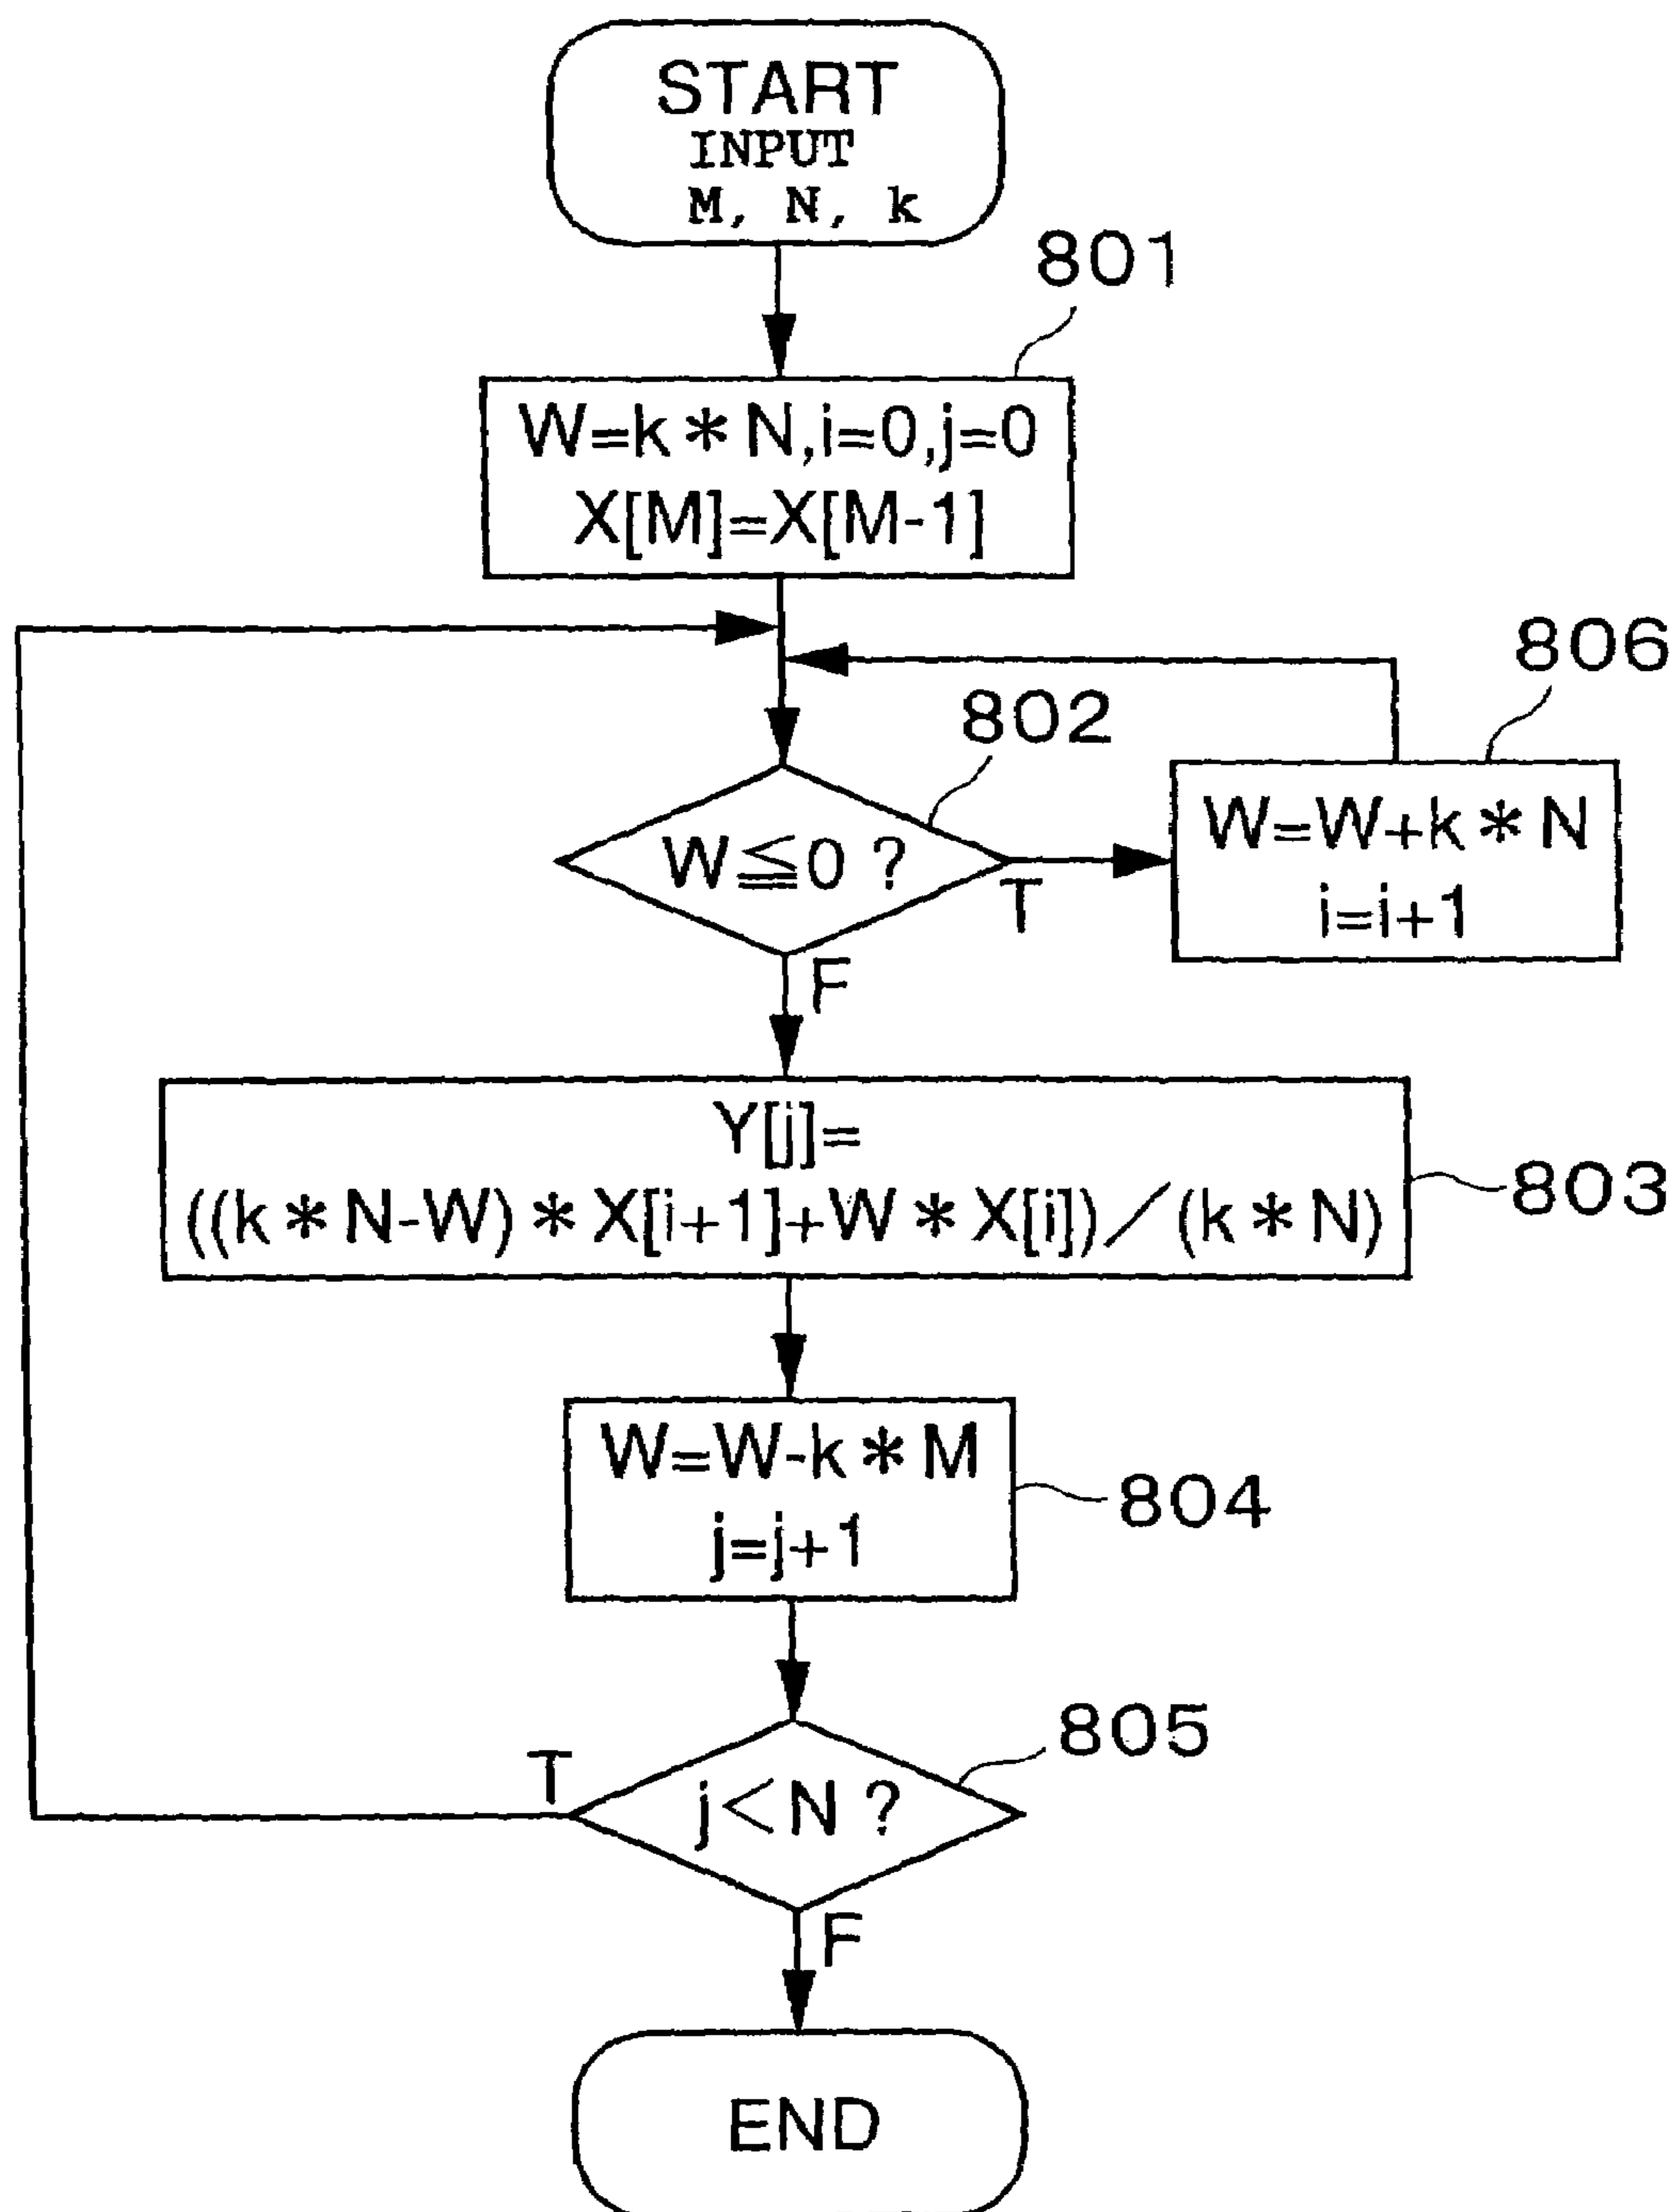 START
INPUT
M, N, k
801
W=k*N,i=0,j=0
X[M]=X[M-1]
806
802
W≦0 ?
T
W=W+k*N
i=i+1
F
Y[j]=
((k*N-W)*X[i+1]+W*X[i])／(k*N)
803
W=W-k*M
j=j+1
804
805
T
j<N ?
F
END